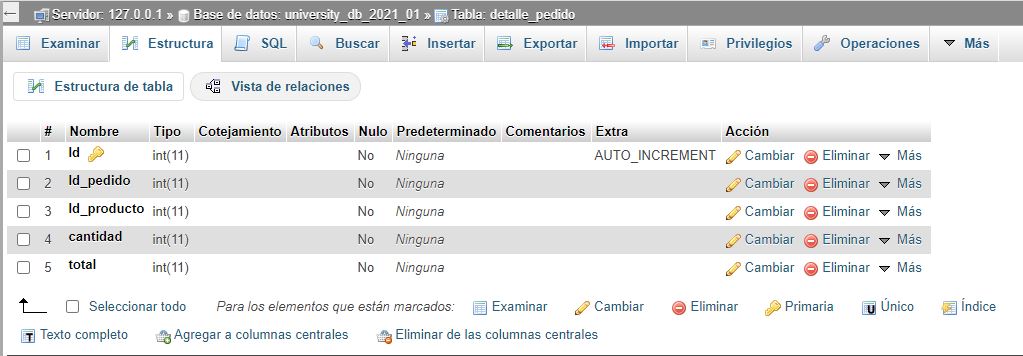 Servidor: 127.0.0.1 » Base de datos: university_db_2021_01 » Tabla: detalle_pedido
Examinar Estructura SQL Buscar Insertar Exportar Importar Privilegios Operaciones Más
Estructura de tabla Vista de relaciones
# Nombre Tipo Cotejamiento Atributos Nulo Predeterminado Comentarios Extra Acción
1 Id int(11) No Ninguna AUTO_INCREMENT Cambiar Eliminar Más
2 Id_pedido int(11) No Ninguna Cambiar Eliminar Más
3 Id_producto int(11) No Ninguna Cambiar Eliminar Más
4 cantidad int(11) No Ninguna Cambiar Eliminar Más
5 total int(11) No Ninguna Cambiar Eliminar Más
Seleccionar todo Para los elementos que están marcados: Examinar Cambiar Eliminar Primaria Único Índice
Texto completo Agregar a columnas centrales Eliminar de las columnas centrales